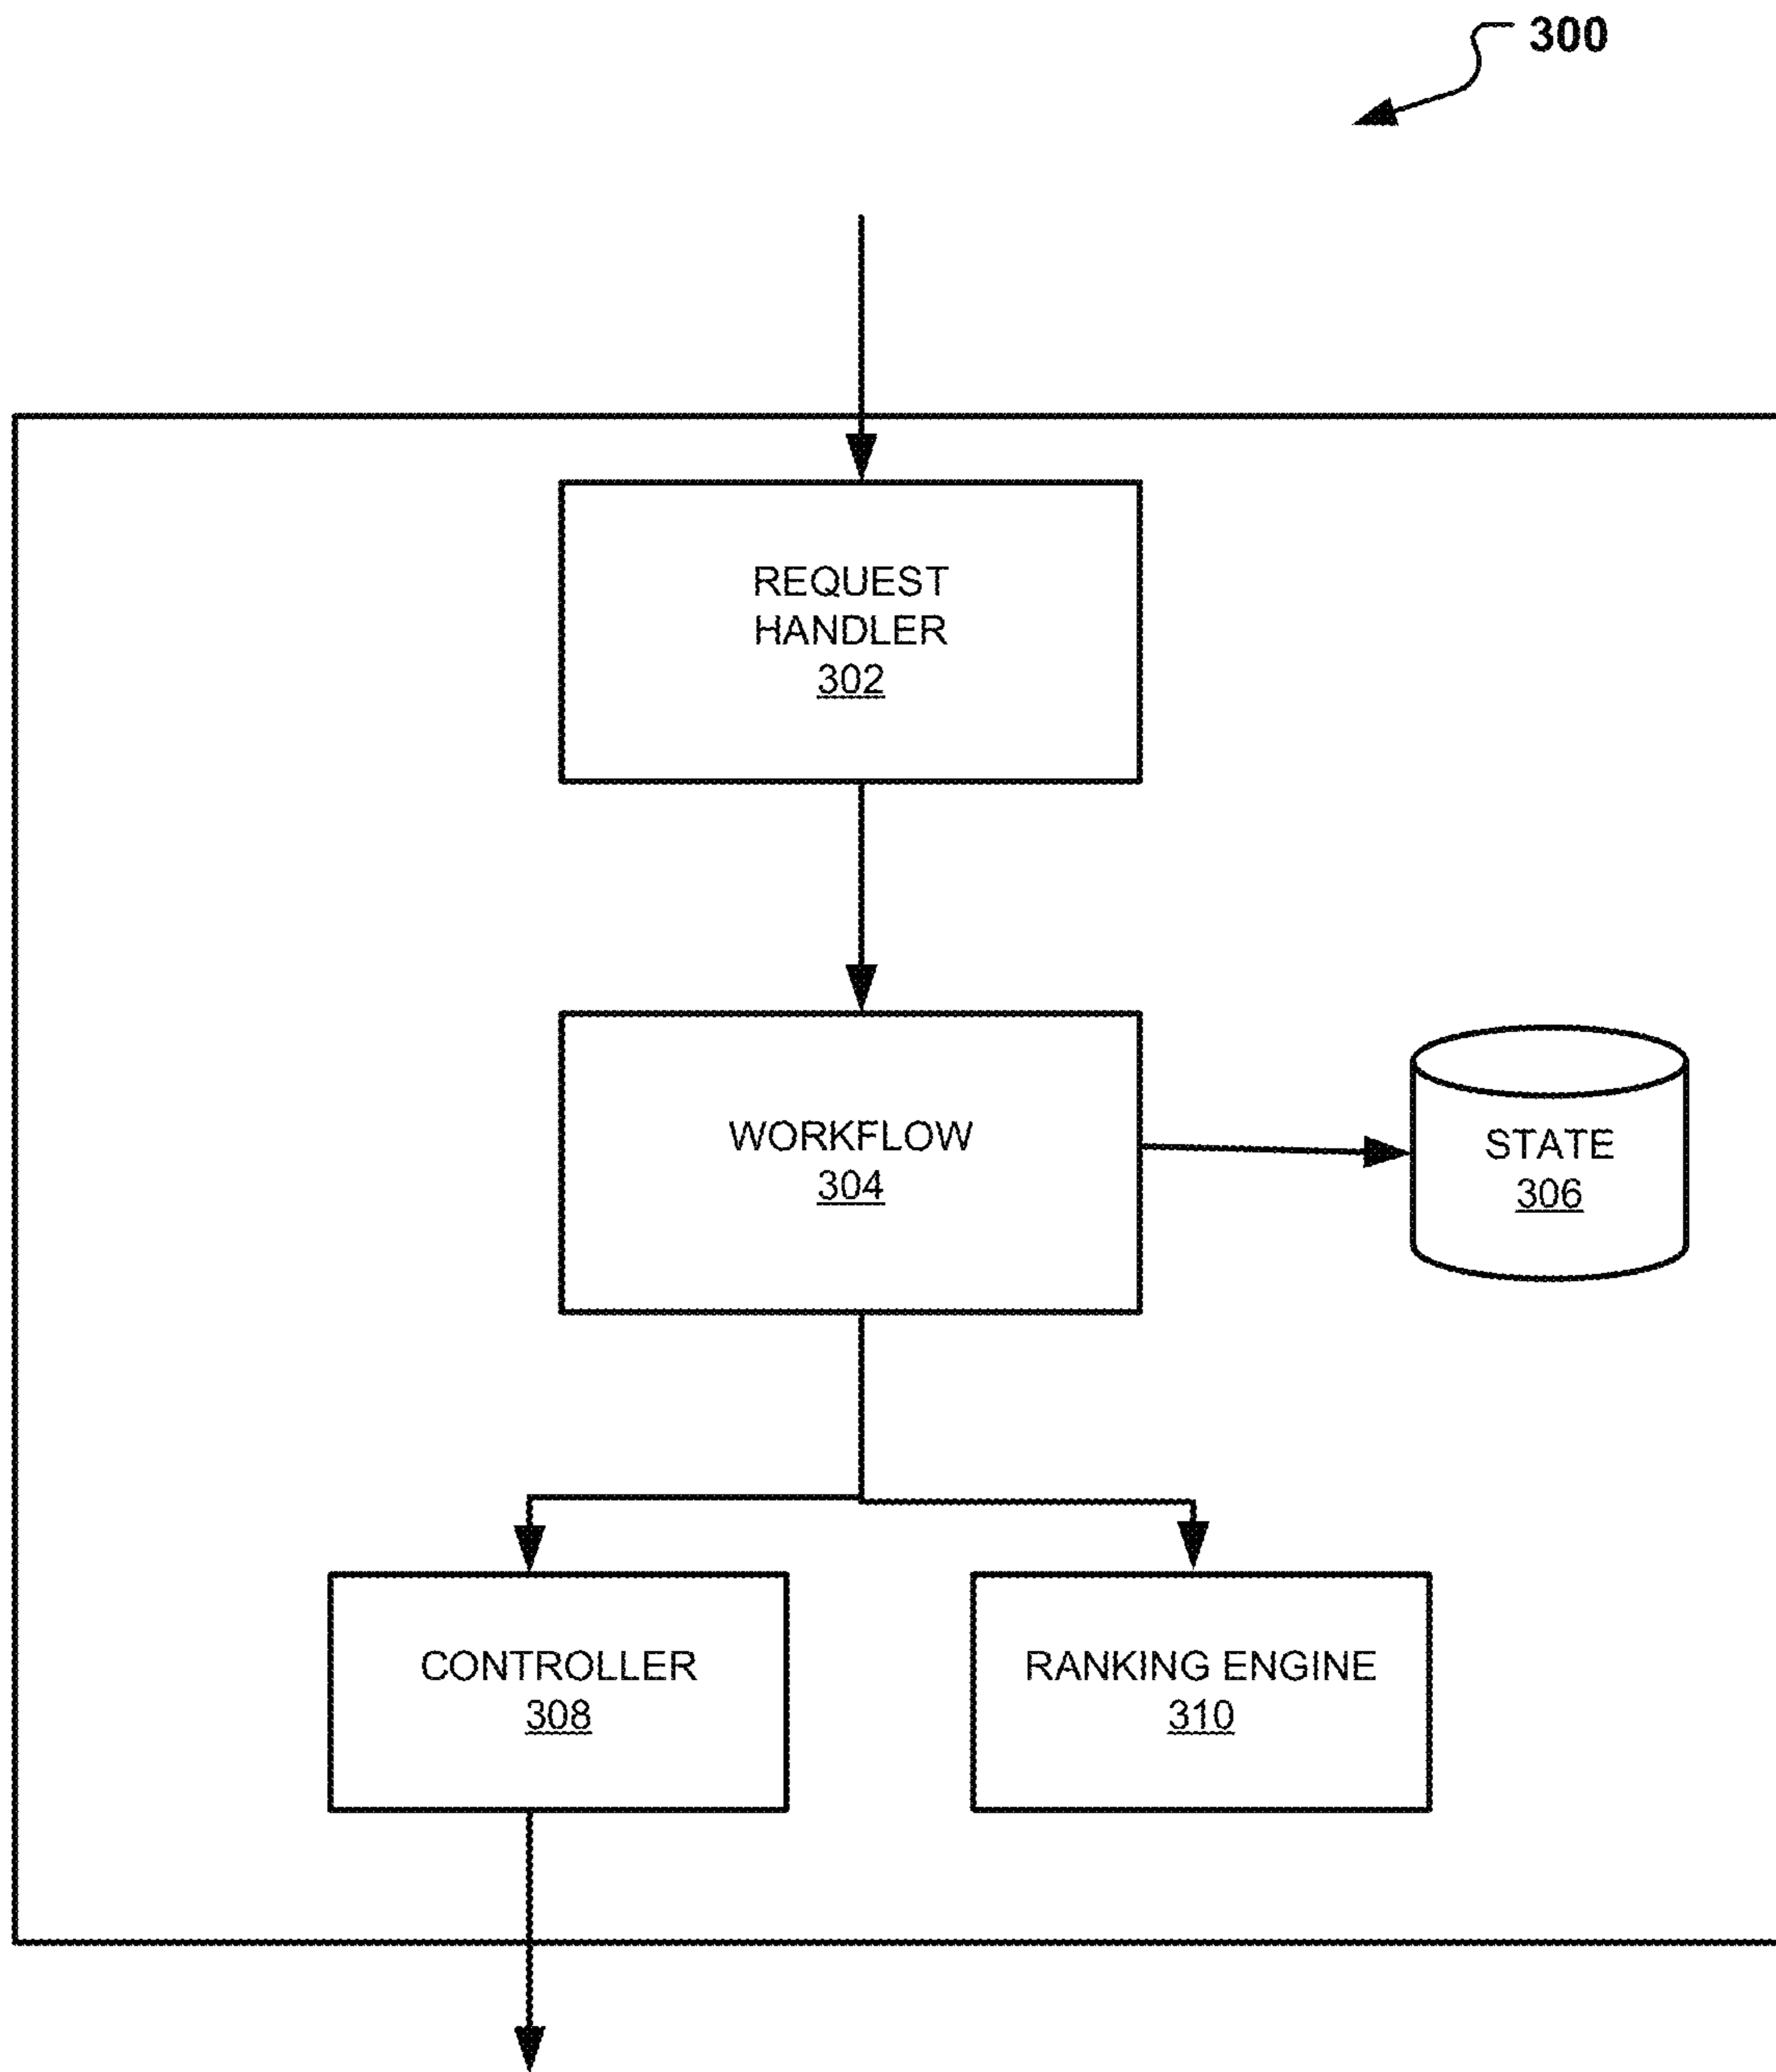 300
REQUEST
HANDLER
302
WORKFLOW
304
STATE
306
CONTROLLER
308
RANKING ENGINE
310